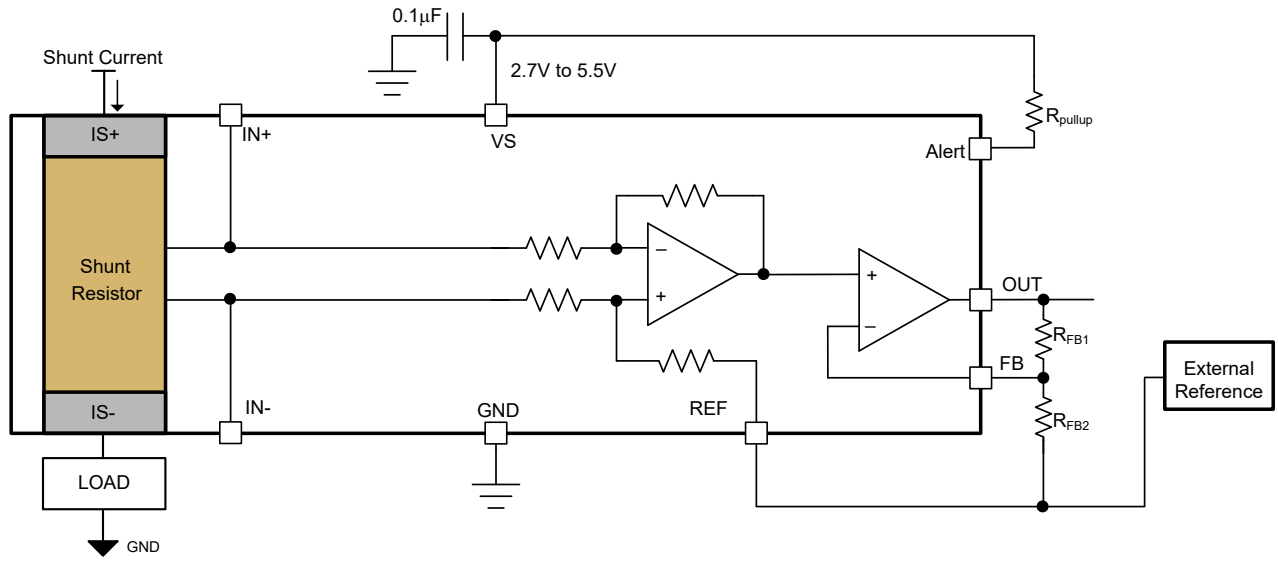 0.1μF
Shunt Current
2.7V to 5.5V
IS+
IN+
VS
Rpullup
Alert
−
+
Shunt
Resistor
+
−
OUT
RFB1
FB
External
Reference
IS-
IN-
GND
REF
RFB2
LOAD
GND